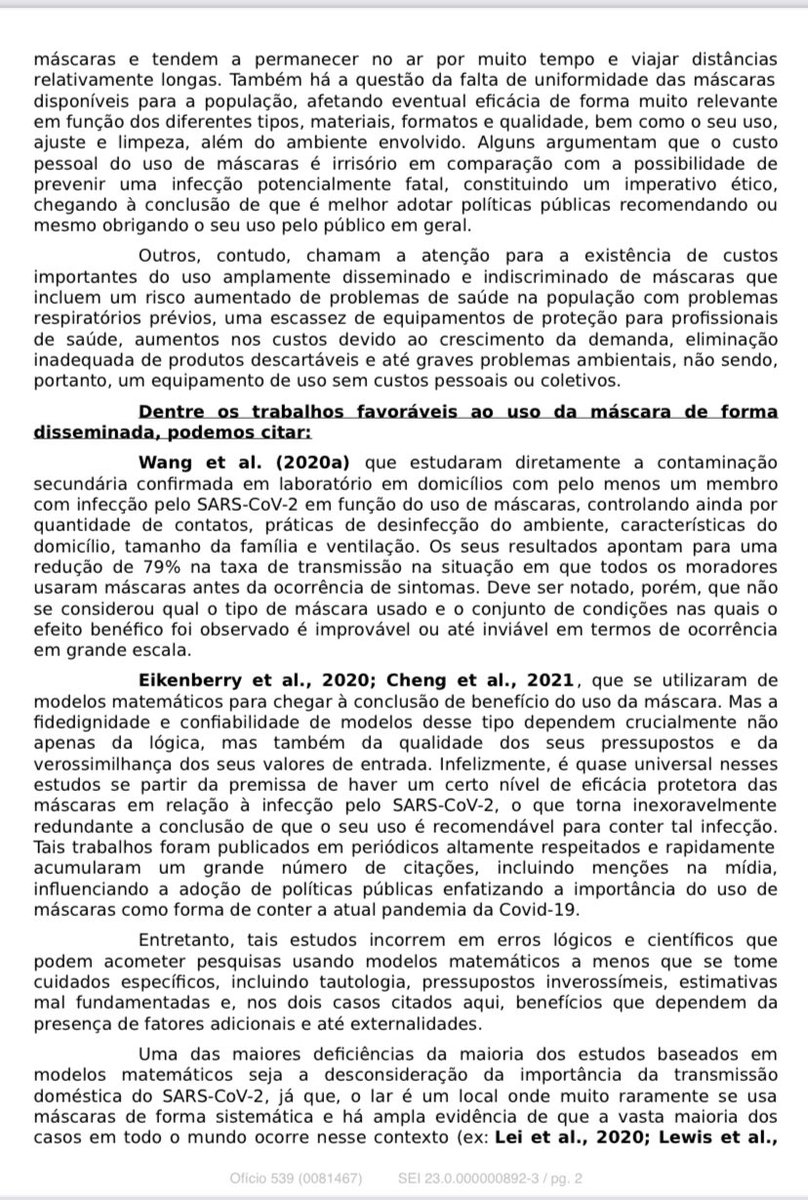 máscaras e tendem a permanecer no ar por muito tempo e viajar distâncias
relativamente longas. Também há a questão da falta de uniformidade das máscaras
disponíveis para a população, afetando eventual eficácia de forma muito relevante
em função dos diferentes tipos, materiais, formatos e qualidade, bem como o seu uso,
ajuste e limpeza, além do ambiente envolvido. Alguns argumentam que o custo
pessoal do uso de máscaras é irrisório em comparação com a possibilidade de
prevenir uma infecção potencialmente fatal, constituindo um imperativo ético,
chegando à conclusão de que é melhor adotar políticas públicas recomendando ou
mesmo obrigando o seu uso pelo público em geral.
Outros, contudo, chamam a atenção para a existência de custos
importantes do uso amplamente disseminado e indiscriminado de máscaras que
incluem um risco aumentado de problemas de saúde na população com problemas
respiratórios prévios, uma escassez de equipamentos de proteção para profissionais
de saúde, aumentos nos custos devido ao crescimento da demanda, eliminação
inadequada de produtos descartáveis e até graves problemas ambientais, não sendo,
portanto, um equipamento de uso sem custos pessoais ou coletivos.
Dentre os trabalhos favoráveis ao uso da máscara de forma
disseminada, podemos citar:
Wang et al. (2020a) que estudaram diretamente a contaminação
secundária confirmada em laboratório em domicílios com pelo menos um membro
com infecção pelo SARS-CoV-2 em função do uso de máscaras, controlando ainda por
quantidade de contatos, práticas de desinfecção do ambiente, características do
domicílio, tamanho da família e ventilação. Os seus resultados apontam para uma
redução de 79% na taxa de transmissão na situação em que todos os moradores
usaram máscaras antes da ocorrência de sintomas. Deve ser notado, porém, que não
se considerou qual o tipo de máscara usado e o conjunto de condições nas quais o
efeito benéfico foi observado é improvável ou até inviável em termos de ocorrência
em grande escala.
Eikenberry et al., 2020; Cheng et al., 2021, que se utilizaram de
modelos matemáticos para chegar à conclusão de benefício do uso da máscara. Mas a
fidedignidade e confiabilidade de modelos desse tipo dependem crucialmente não
apenas da lógica, mas também da qualidade dos seus pressupostos e da
verossimilhança dos seus valores de entrada. Infelizmente, é quase universal nesses
estudos se partir da premissa de haver um certo nível de eficácia protetora das
máscaras em relação à infecção pelo SARS-CoV-2, o que torna inexoravelmente
redundante a conclusão de que o seu uso é recomendável para conter tal infecção.
Tais trabalhos foram publicados em periódicos altamente respeitados e rapidamente
acumularam um grande número de citações, incluindo menções na mídia,
influenciando a adoção de políticas públicas enfatizando a importância do uso de
máscaras como forma de conter a atual pandemia da Covid-19.
Entretanto, tais estudos incorrem em erros lógicos e científicos que
podem acometer pesquisas usando modelos matemáticos a menos que se tome
cuidados específicos, incluindo tautologia, pressupostos inverossímeis, estimativas
mal fundamentadas e, nos dois casos citados aqui, benefícios que dependem da
presença de fatores adicionais e até externalidades.
Uma das maiores deficiências da maioria dos estudos baseados em
modelos matemáticos seja a desconsideração da importância da transmissão
doméstica do SARS-CoV-2, já que, o lar é um local onde muito raramente se usa
máscaras de forma sistemática e há ampla evidência de que a vasta maioria dos
casos em todo o mundo ocorre nesse contexto (ex: Lei et al., 2020; Lewis et al.,
Ofício 539 (0081467) SEI 23.0.000000892-3 / pg. 2